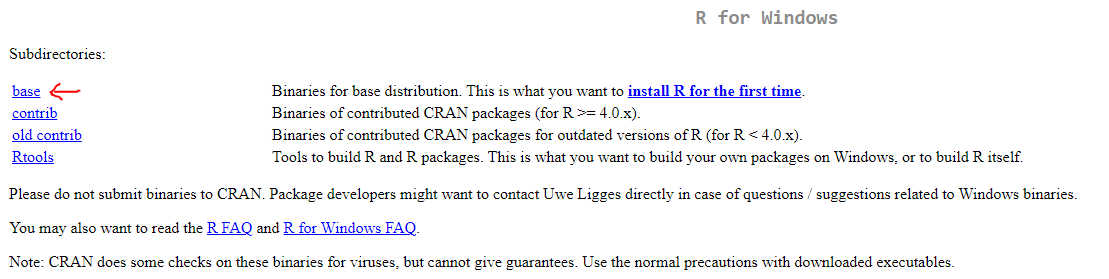 R for Windows
Subdirectories:
base Binaries for base distribution. This is what you want to install R for the first time.
contrib Binaries of contributed CRAN packages (for R >= 4.0.x).
old contrib Binaries of contributed CRAN packages for outdated versions of R (for R < 4.0.x).
Rtools Tools to build R and R packages. This is what you want to build your own packages on Windows, or to build R itself.
Please do not submit binaries to CRAN. Package developers might want to contact Uwe Ligges directly in case of questions / suggestions related to Windows binaries.
You may also want to read the R FAQ and R for Windows FAQ.
Note: CRAN does some checks on these binaries for viruses, but cannot give guarantees. Use the normal precautions with downloaded executables.